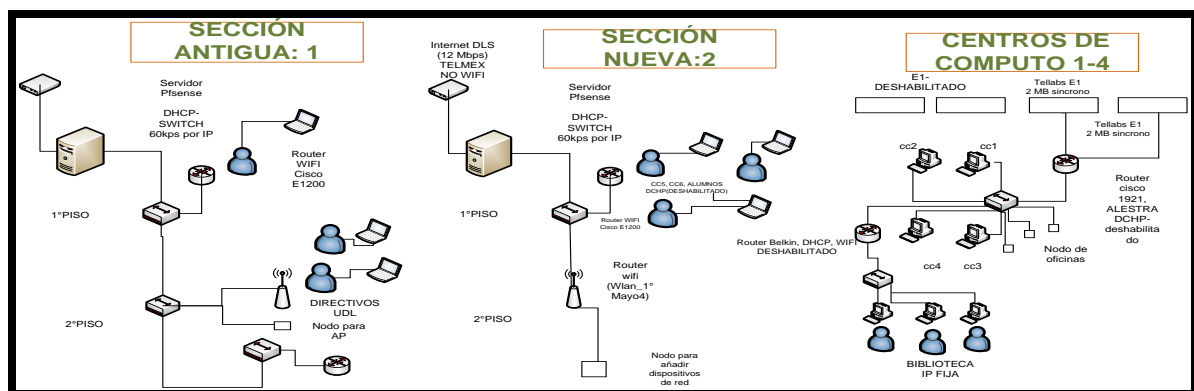 SECCIÓN
ANTIGUA: 1
Servidor
Pfsense
DHCP-
SWITCH
60kps por IP
Router
WIFI
Cisco
E1200
1°PISO
2°PISO
DIRECTIVOS
UDL
Nodo para
AP
Internet DLS
(12 Mbps)
TELMEX
NO WIFI
SECCIÓN
NUEVA:2
Servidor
Pfsense
DHCP-
SWITCH
60kps por IP
CC5, CC6, ALUMNOS
DCHP(DESHABILITADO)
Router WIFI
Cisco E1200
1°PISO
Router
wifi
(Wlan_1°
Mayo4)
2°PISO
Nodo para
añadir
dispositivos
de red
CENTROS DE
COMPUTO 1-4
E1-
DESHABILITADO
Tellabs E1
2 MB sincrono
Tellabs E1
2 MB sincrono
cc2
cc1
Router
cisco
1921,
ALESTRA
DCHP-
deshabilita
do
Router Belkin, DHCP, WIFI
DESHABILITADO
Nodo de
oficinas
cc4
cc3
BIBLIOTECA
IP FIJA